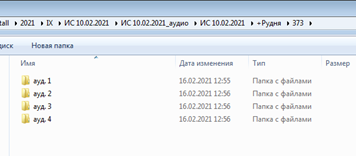 tall ▸ 2021 ▸ IX ▸ ИС 10.02.2021 ▸ ИС 10.02.2021_аудио ▸ ИС 10.02.2021 ▸ +Рудня ▸ 373 ▸
Новая папка
Имя Дата изменения Тип
ауд. 1 16.02.2021 12:55 Папка с файлами
ауд. 2 16.02.2021 12:56 Папка с файлами
ауд. 3 16.02.2021 12:56 Папка с файлами
ауд. 4 16.02.2021 12:56 Папка с файлами